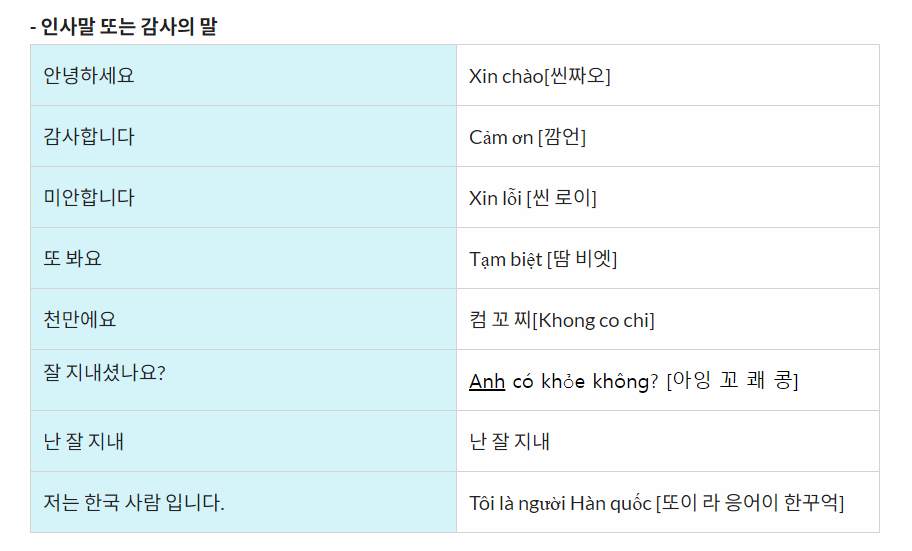 - 인사말 또는 감사의 말
안녕하세요 Xin chào[씬짜오]
감사합니다 Cảm ơn [깜언]
미안합니다 Xin lỗi [씬 로이]
또 봐요 Tạm biệt [땀 비엣]
천만에요 컴 꼬 찌[Khong co chi]
잘 지내셨나요? Anh có khỏe không? [아잉 꼬 쾌 콩]
난 잘 지내 난 잘 지내
저는 한국 사람 입니다. Tôi là người Hàn quốc [또이 라 응어이 한꾸억]